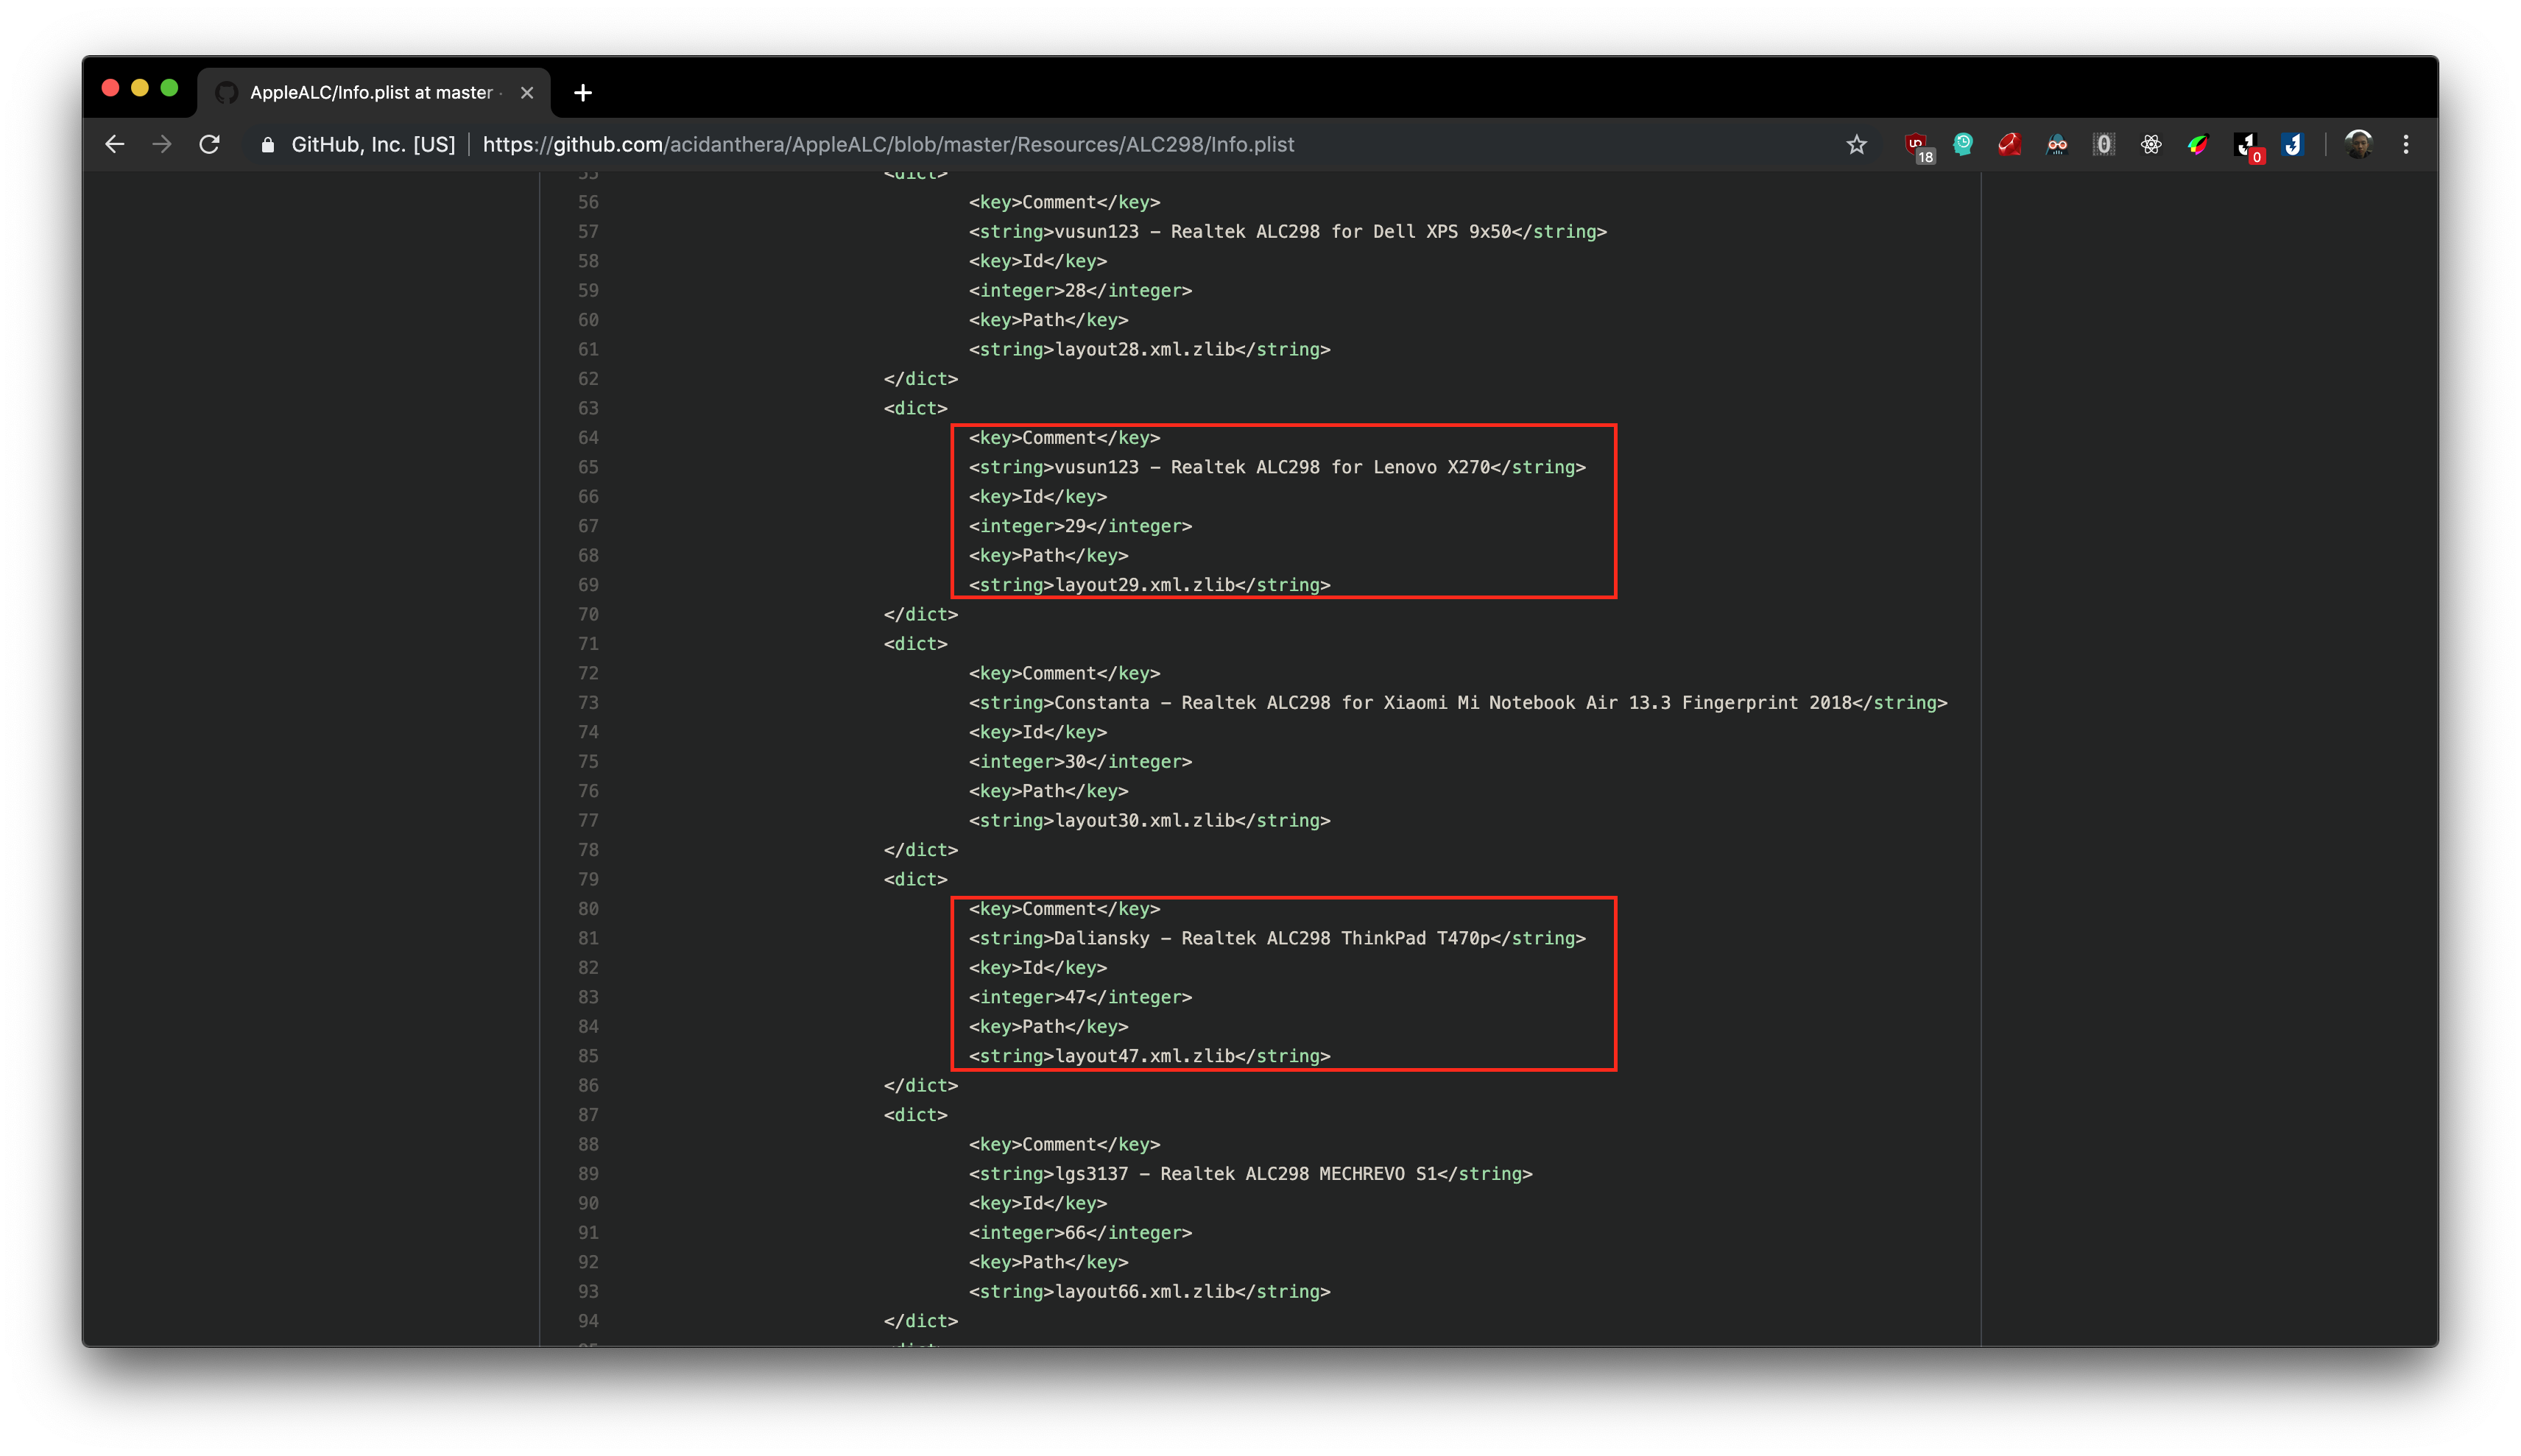 AppleALC/Info.plist at master ·
GitHub, Inc. [US] https://github.com/acidanthera/AppleALC/blob/master/Resources/ALC298/Info.plist 18 0
55 <dict>
56 <key>Comment</key>
57 <string>vusun123 – Realtek ALC298 for Dell XPS 9x50</string>
58 <key>Id</key>
59 <integer>28</integer>
60 <key>Path</key>
61 <string>layout28.xml.zlib</string>
62 </dict>
63 <dict>
64 <key>Comment</key>
65 <string>vusun123 – Realtek ALC298 for Lenovo X270</string>
66 <key>Id</key>
67 <integer>29</integer>
68 <key>Path</key>
69 <string>layout29.xml.zlib</string>
70 </dict>
71 <dict>
72 <key>Comment</key>
73 <string>Constanta – Realtek ALC298 for Xiaomi Mi Notebook Air 13.3 Fingerprint 2018</string>
74 <key>Id</key>
75 <integer>30</integer>
76 <key>Path</key>
77 <string>layout30.xml.zlib</string>
78 </dict>
79 <dict>
80 <key>Comment</key>
81 <string>Daliansky – Realtek ALC298 ThinkPad T470p</string>
82 <key>Id</key>
83 <integer>47</integer>
84 <key>Path</key>
85 <string>layout47.xml.zlib</string>
86 </dict>
87 <dict>
88 <key>Comment</key>
89 <string>lgs3137 – Realtek ALC298 MECHREVO S1</string>
90 <key>Id</key>
91 <integer>66</integer>
92 <key>Path</key>
93 <string>layout66.xml.zlib</string>
94 </dict>